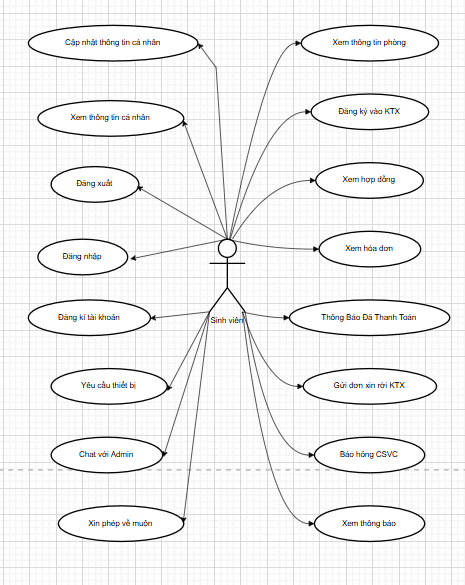 Cập nhật thông tin cá nhân
Xem thông tin phòng
Xem thông tin cá nhân
Đăng ký vào KTX
Đăng xuất
Xem hợp đồng
Đăng nhập
Xem hóa đơn
Đăng kí tài khoản
Sinh viên
Thông Báo Đã Thanh Toán
Yêu cầu thiết bị
Gửi đơn xin rời KTX
Chat với Admin
Báo hỏng CSVC
Xin phép về muộn
Xem thông báo